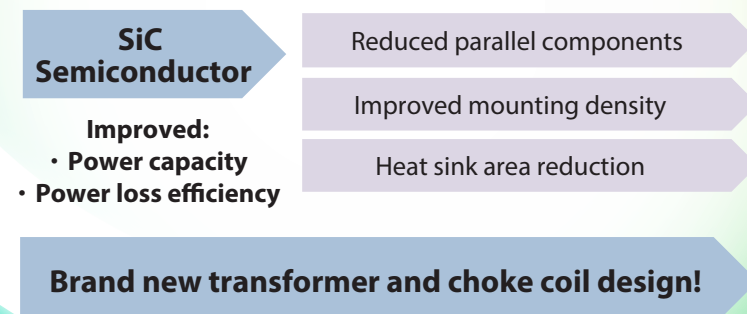 SiC
Semiconductor
Improved:
・Power capacity
・Power loss efficiency
Reduced parallel components
Improved mounting density
Heat sink area reduction
Brand new transformer and choke coil design!